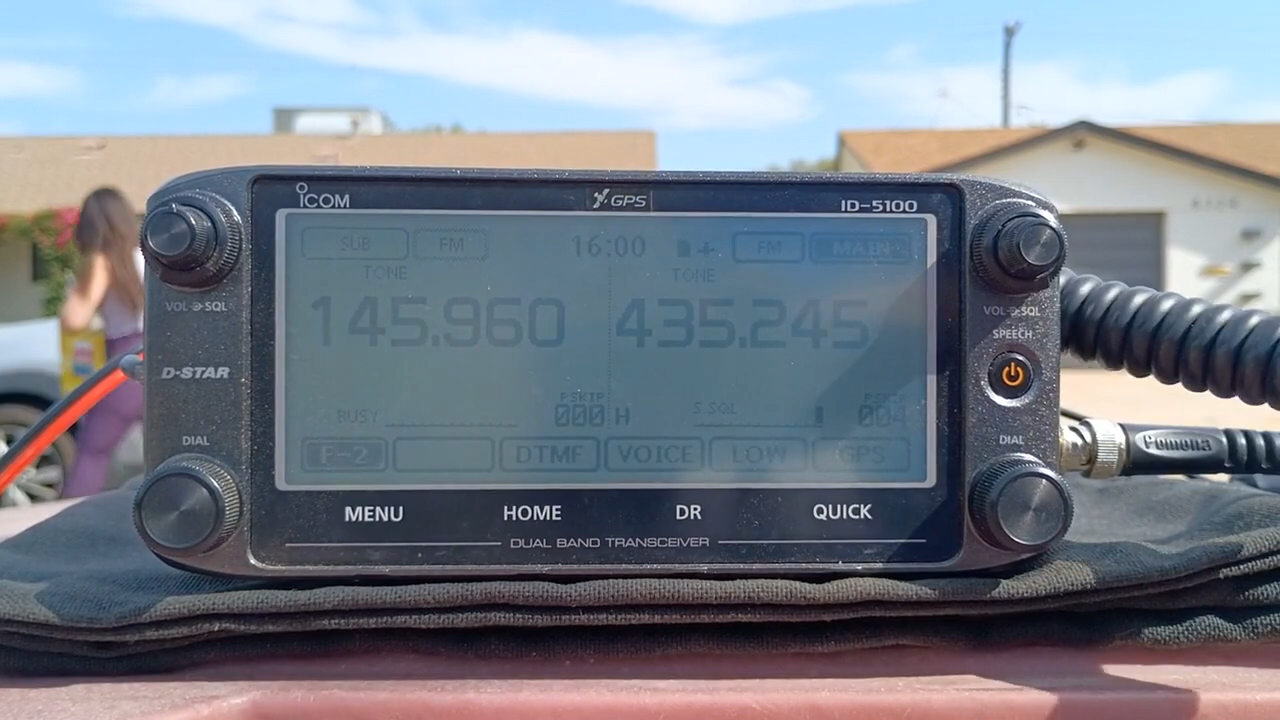 ICOM GPS ID-5100
SUB FM 16:00 FM MAIN
TONE TONE
145.960 435.245
VOL SQL VOL SQL
SPEECH
D-STAR
P SKIP P SKIP
BUSY 000 H S SQL 004
P-2 DTMF VOICE LOW GPS
DIAL DIAL
Pomona
MENU HOME DR QUICK
DUAL BAND TRANSCEIVER